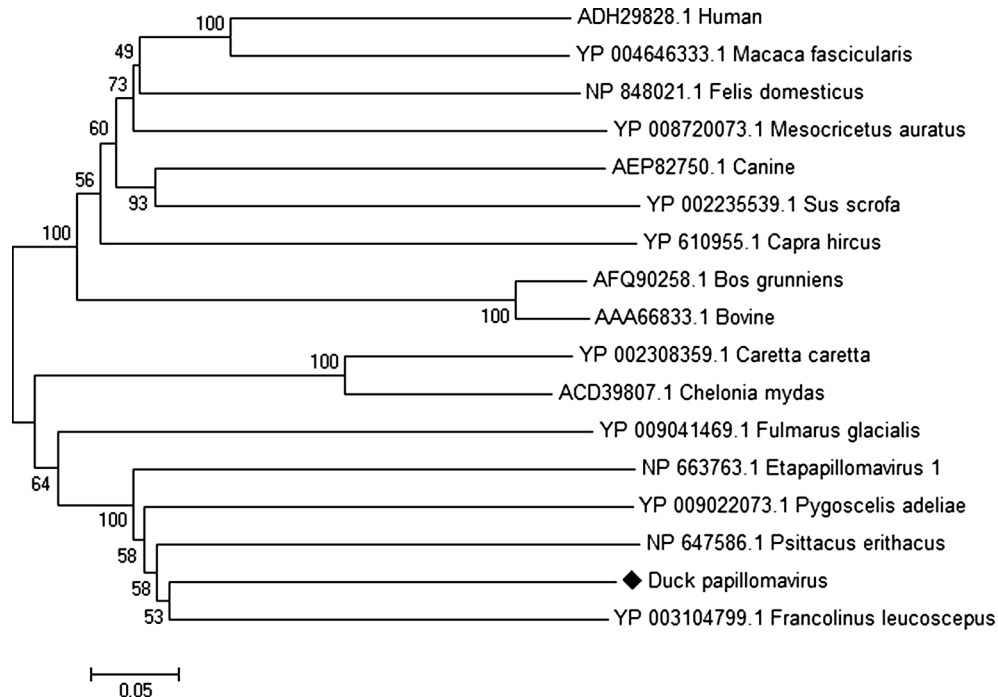 100
ADH29828.1 Human
YP 004646333.1 Macaca fascicularis
49
73
NP 848021.1 Felis domesticus
60
YP 008720073.1 Mesocricetus auratus
AEP82750.1 Canine
56
93
YP 002235539.1 Sus scrofa
100
YP 610955.1 Capra hircus
AFQ90258.1 Bos grunniens
100
AAA66833.1 Bovine
100
YP 002308359.1 Caretta caretta
ACD39807.1 Chelonia mydas
YP 009041469.1 Fulmarus glacialis
64
NP 663763.1 Etapapillomavirus 1
100
YP 009022073.1 Pygoscelis adeliae
58
NP 647586.1 Psittacus erithacus
58
Duck papillomavirus
53
YP 003104799.1 Francolinus leucoscepus
0.05